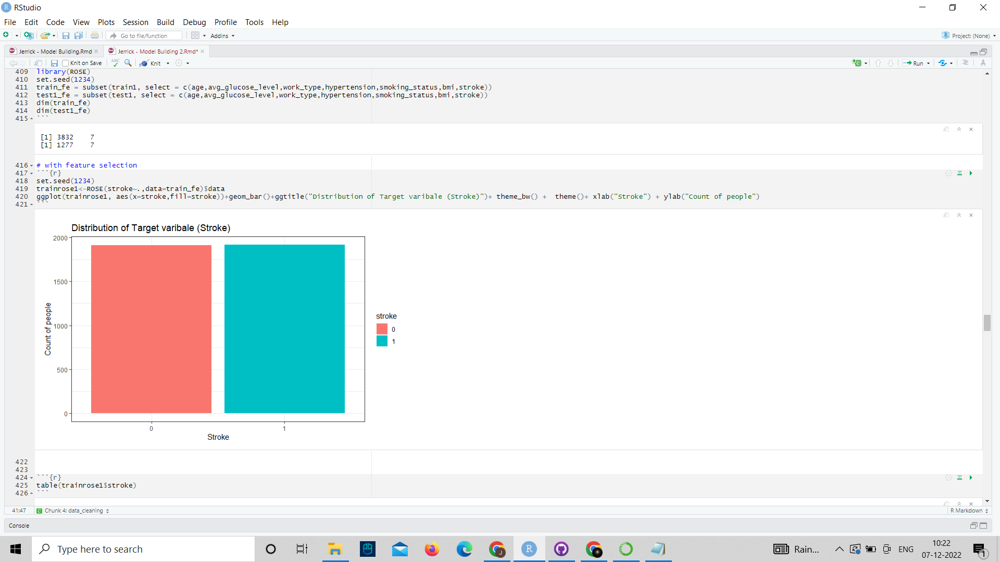 RStudio
File Edit Code View Plots Session Build Debug Profile Tools Help
Go to file/function Addins Project: (None)
Jerrick - Model Building.Rmd Jerrick - Model Building 2.Rmd*
Knit on Save ABC Knit Run
409 library(ROSE)
410 set.seed(1234)
411 train_fe = subset(train1, select = c(age,avg_glucose_level,work_type,hypertension,smoking_status,bmi,stroke))
412 test1_fe = subset(test1, select = c(age,avg_glucose_level,work_type,hypertension,smoking_status,bmi,stroke))
413 dim(train_fe)
414 dim(test1_fe)
415 ```
[1] 3832 7
[1] 1277 7
416 # with feature selection
417 ```{r}
418 set.seed(1234)
419 trainrose1<-ROSE(stroke~.,data=train_fe)$data
420 ggplot(trainrose1, aes(x=stroke,fill=stroke))+geom_bar()+ggtitle("Distribution of Target varibale (Stroke)")+ theme_bw() + theme()+ xlab("Stroke") + ylab("Count of people")
421 ```
Distribution of Target varibale (Stroke)
2000
1500
1000
500
0
Count of people
0 1
Stroke
stroke
0
1
422
423
424 ```{r}
425 table(trainrose1$stroke)
426 ```
41:47 C Chunk 4: data_cleaning R Markdown
Console
Type here to search Rain... ENG 10:22
07-12-2022 1